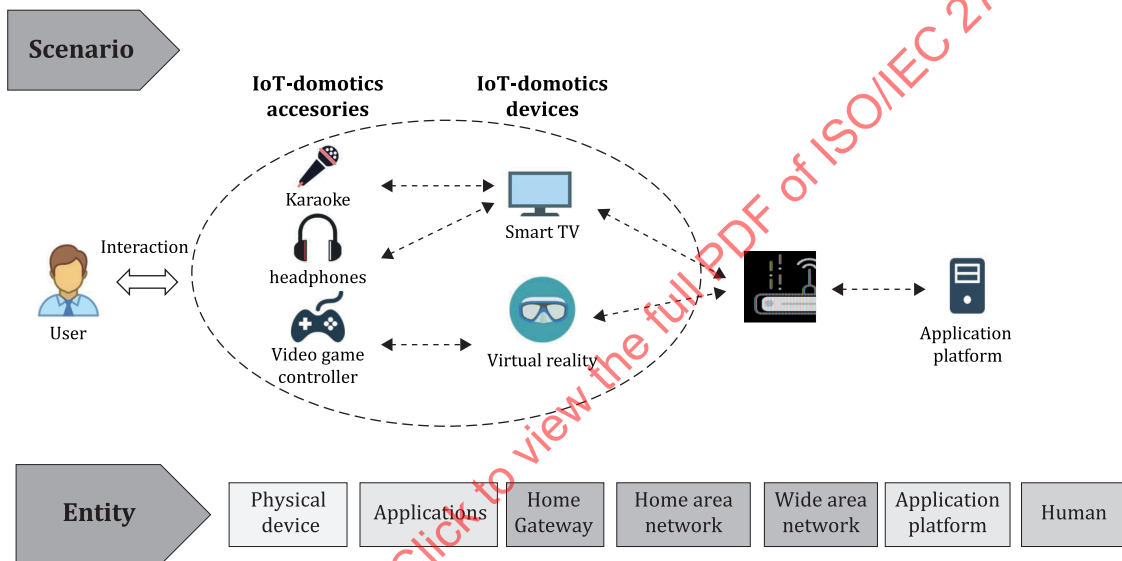 Scenario
IoT-domotics
accesories
IoT-domotics
devices
Karaoke
Smart TV
headphones
Interaction
User
Video game
controller
Virtual reality
Application
platform
Entity
Physical
device
Applications
Home
Gateway
Home area
network
Wide area
network
Application
platform
Human
Click to view the full PDF of ISO/IEC 27